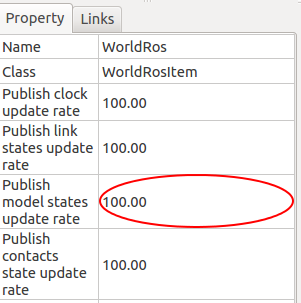 Property Links
Name WorldRos
Class WorldRosItem
Publish clock
update rate 100.00
Publish link
states update
rate 100.00
Publish
model states
update rate 100.00
Publish
contacts
state update
rate 100.00